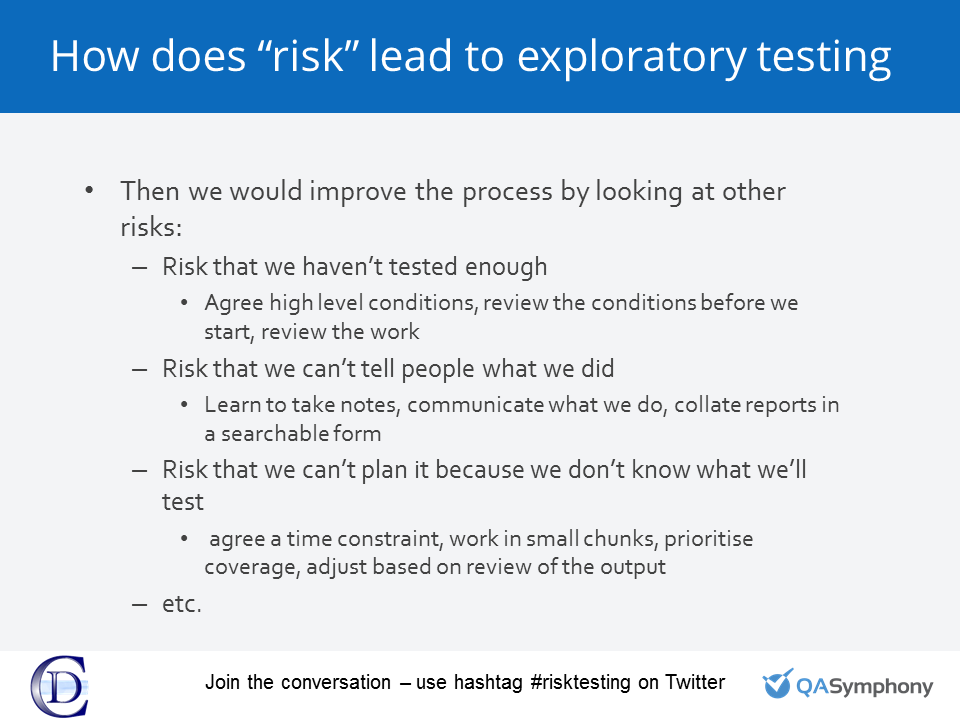 How does “risk” lead to exploratory testing
• Then we would improve the process by looking at other
risks:
– Risk that we haven’t tested enough
• Agree high level conditions, review the conditions before we
start, review the work
– Risk that we can’t tell people what we did
• Learn to take notes, communicate what we do, collate reports in
a searchable form
– Risk that we can’t plan it because we don’t know what we’ll
test
• agree a time constraint, work in small chunks, prioritise
coverage, adjust based on review of the output
– etc.
CD
Join the conversation – use hashtag #risktesting on Twitter
QASymphony